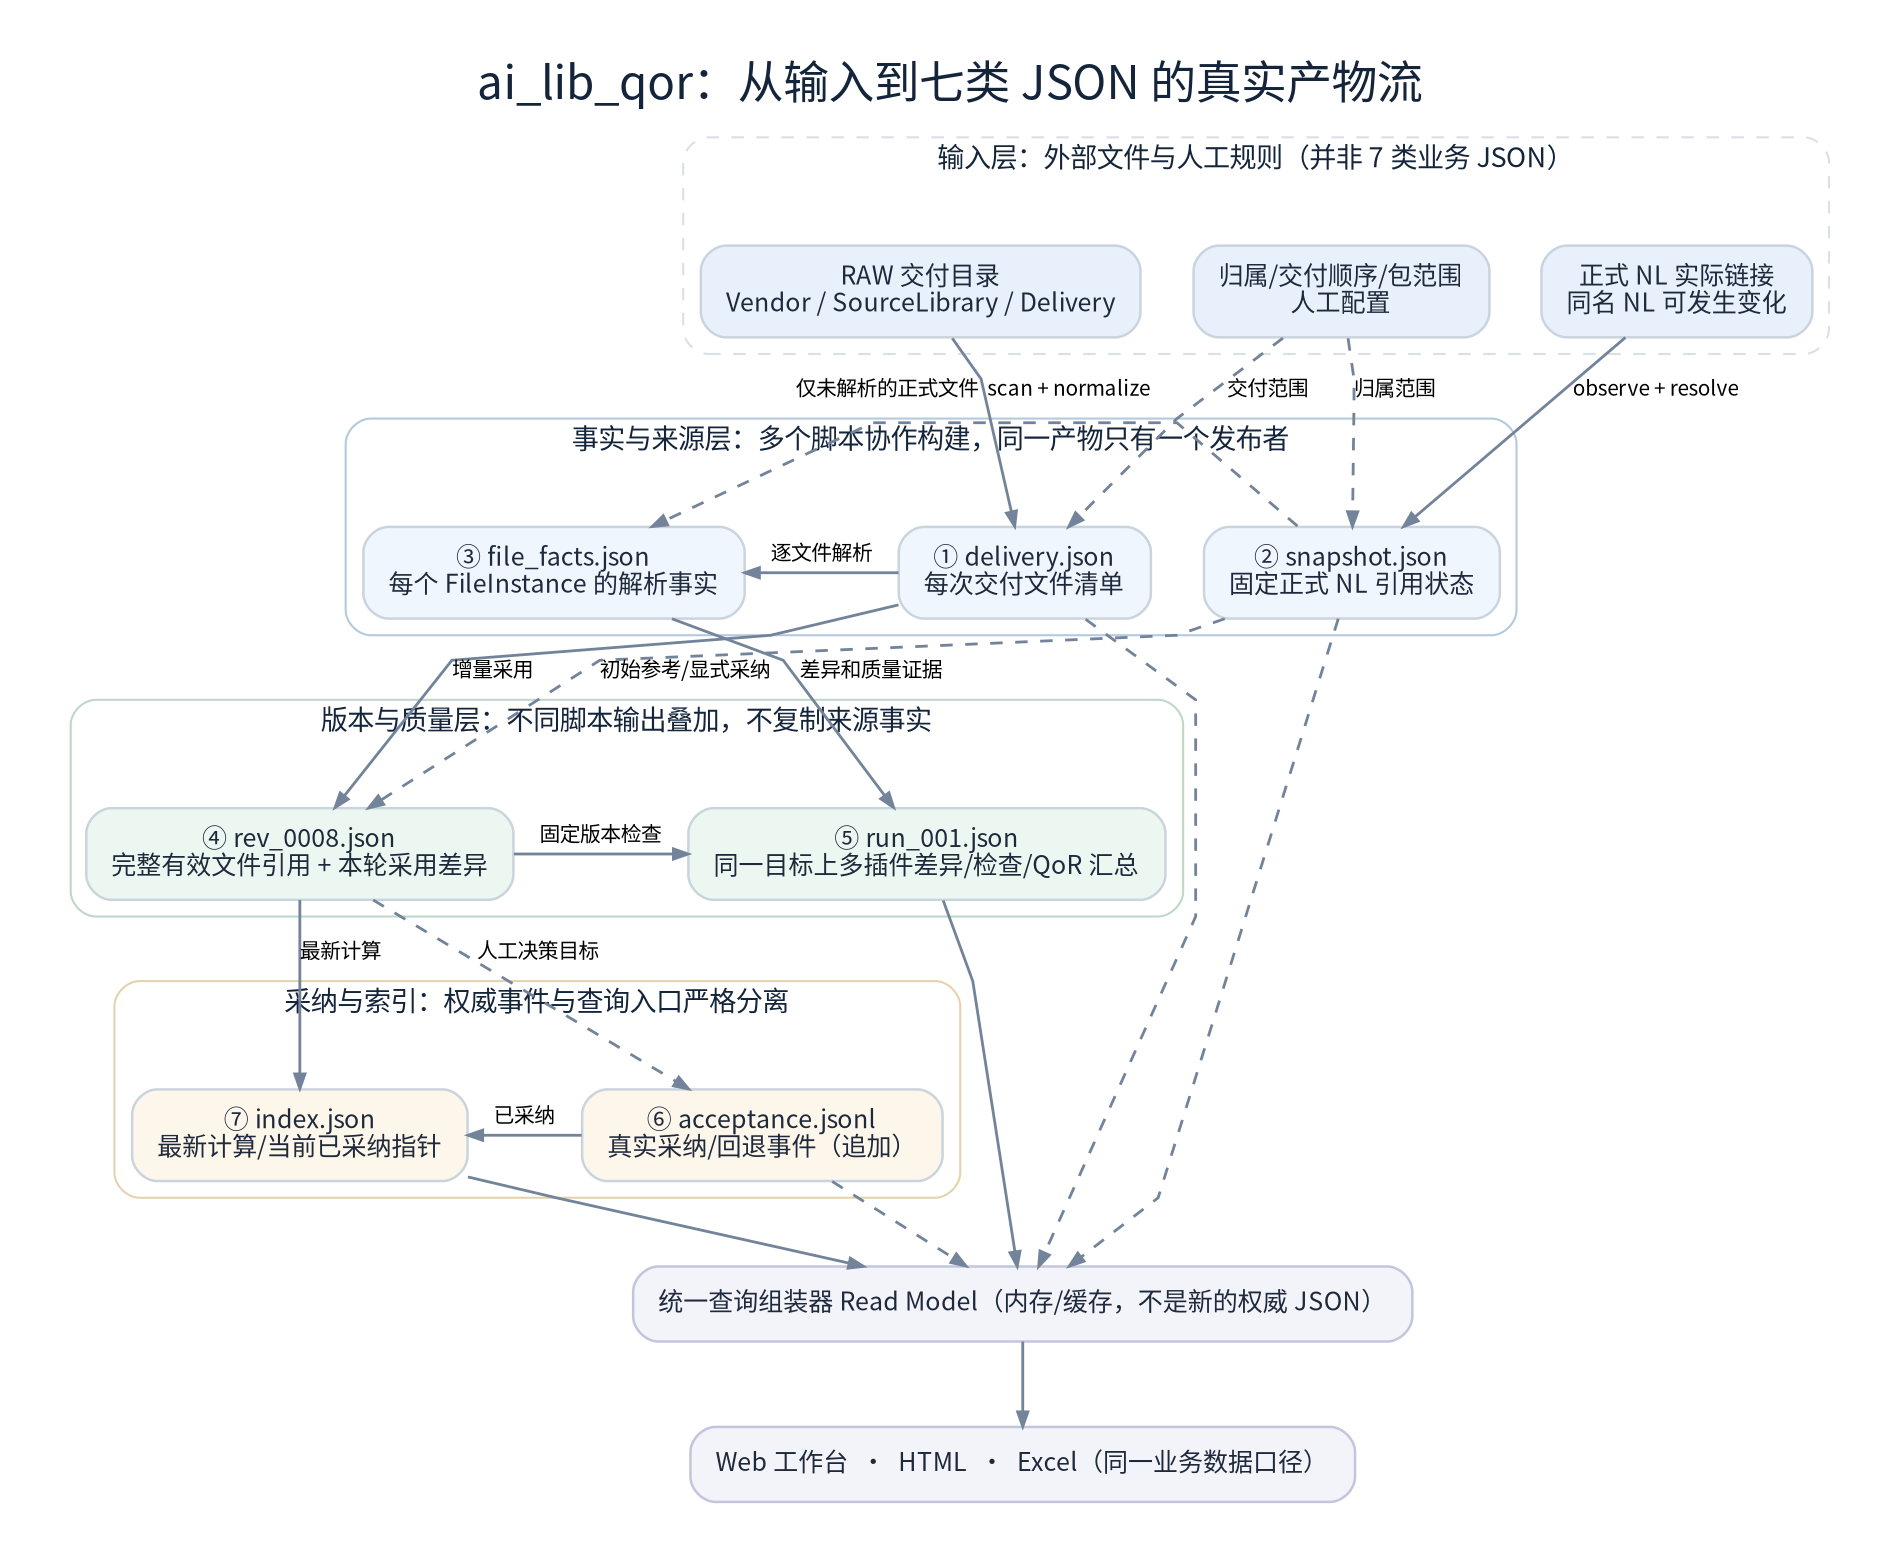 ai_lib_qor：从输入到七类 JSON 的真实产物流
输入层：外部文件与人工规则（并非 7 类业务 JSON）
RAW 交付目录
Vendor / SourceLibrary / Delivery
归属/交付顺序/包范围
人工配置
正式 NL 实际链接
同名 NL 可发生变化
仅未解析的正式文件
scan + normalize
交付范围
归属范围
observe + resolve
事实与来源层：多个脚本协作构建，同一产物只有一个发布者
③ file_facts.json
每个 FileInstance 的解析事实
逐文件解析
① delivery.json
每次交付文件清单
② snapshot.json
固定正式 NL 引用状态
增量采用
初始参考/显式采纳
差异和质量证据
版本与质量层：不同脚本输出叠加，不复制来源事实
④ rev_0008.json
完整有效文件引用 + 本轮采用差异
固定版本检查
⑤ run_001.json
同一目标上多插件差异/检查/QoR 汇总
最新计算
人工决策目标
采纳与索引：权威事件与查询入口严格分离
⑦ index.json
最新计算/当前已采纳指针
已采纳
⑥ acceptance.jsonl
真实采纳/回退事件（追加）
统一查询组装器 Read Model（内存/缓存，不是新的权威 JSON）
Web 工作台 · HTML · Excel（同一业务数据口径）